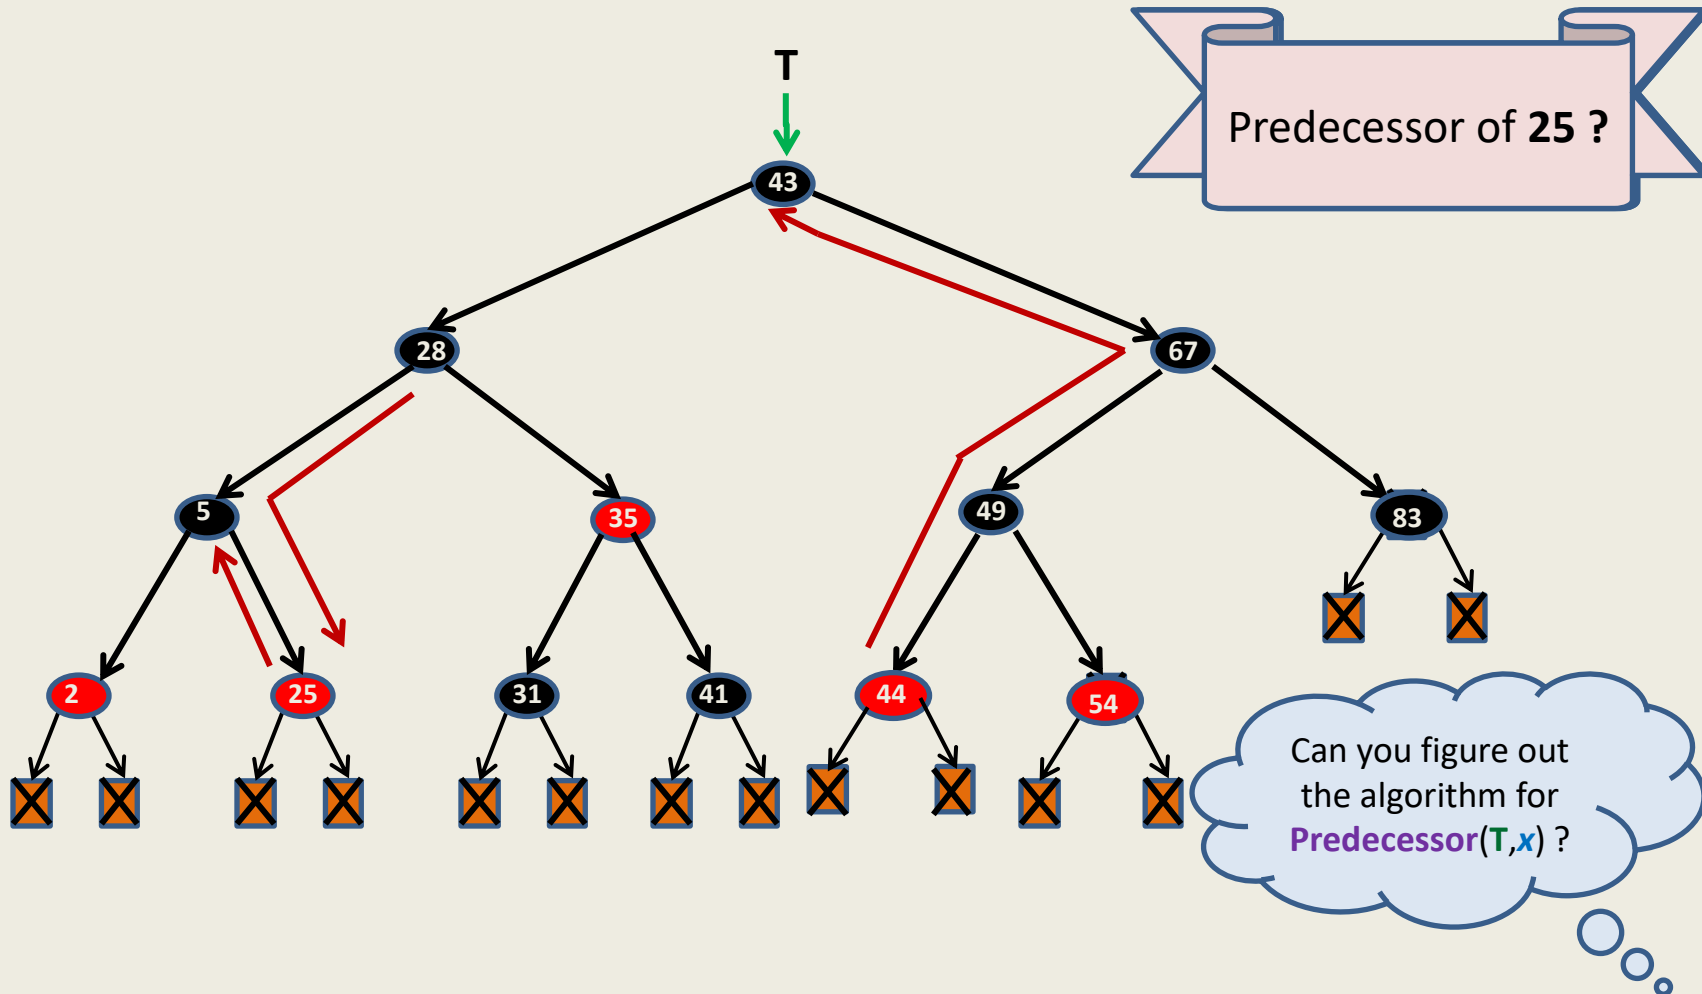 T
Predecessor of 25 ?
43
28
67
5
35
49
83
2
25
31
41
44
54
Can you figure out
the algorithm for
Predecessor(T,x) ?